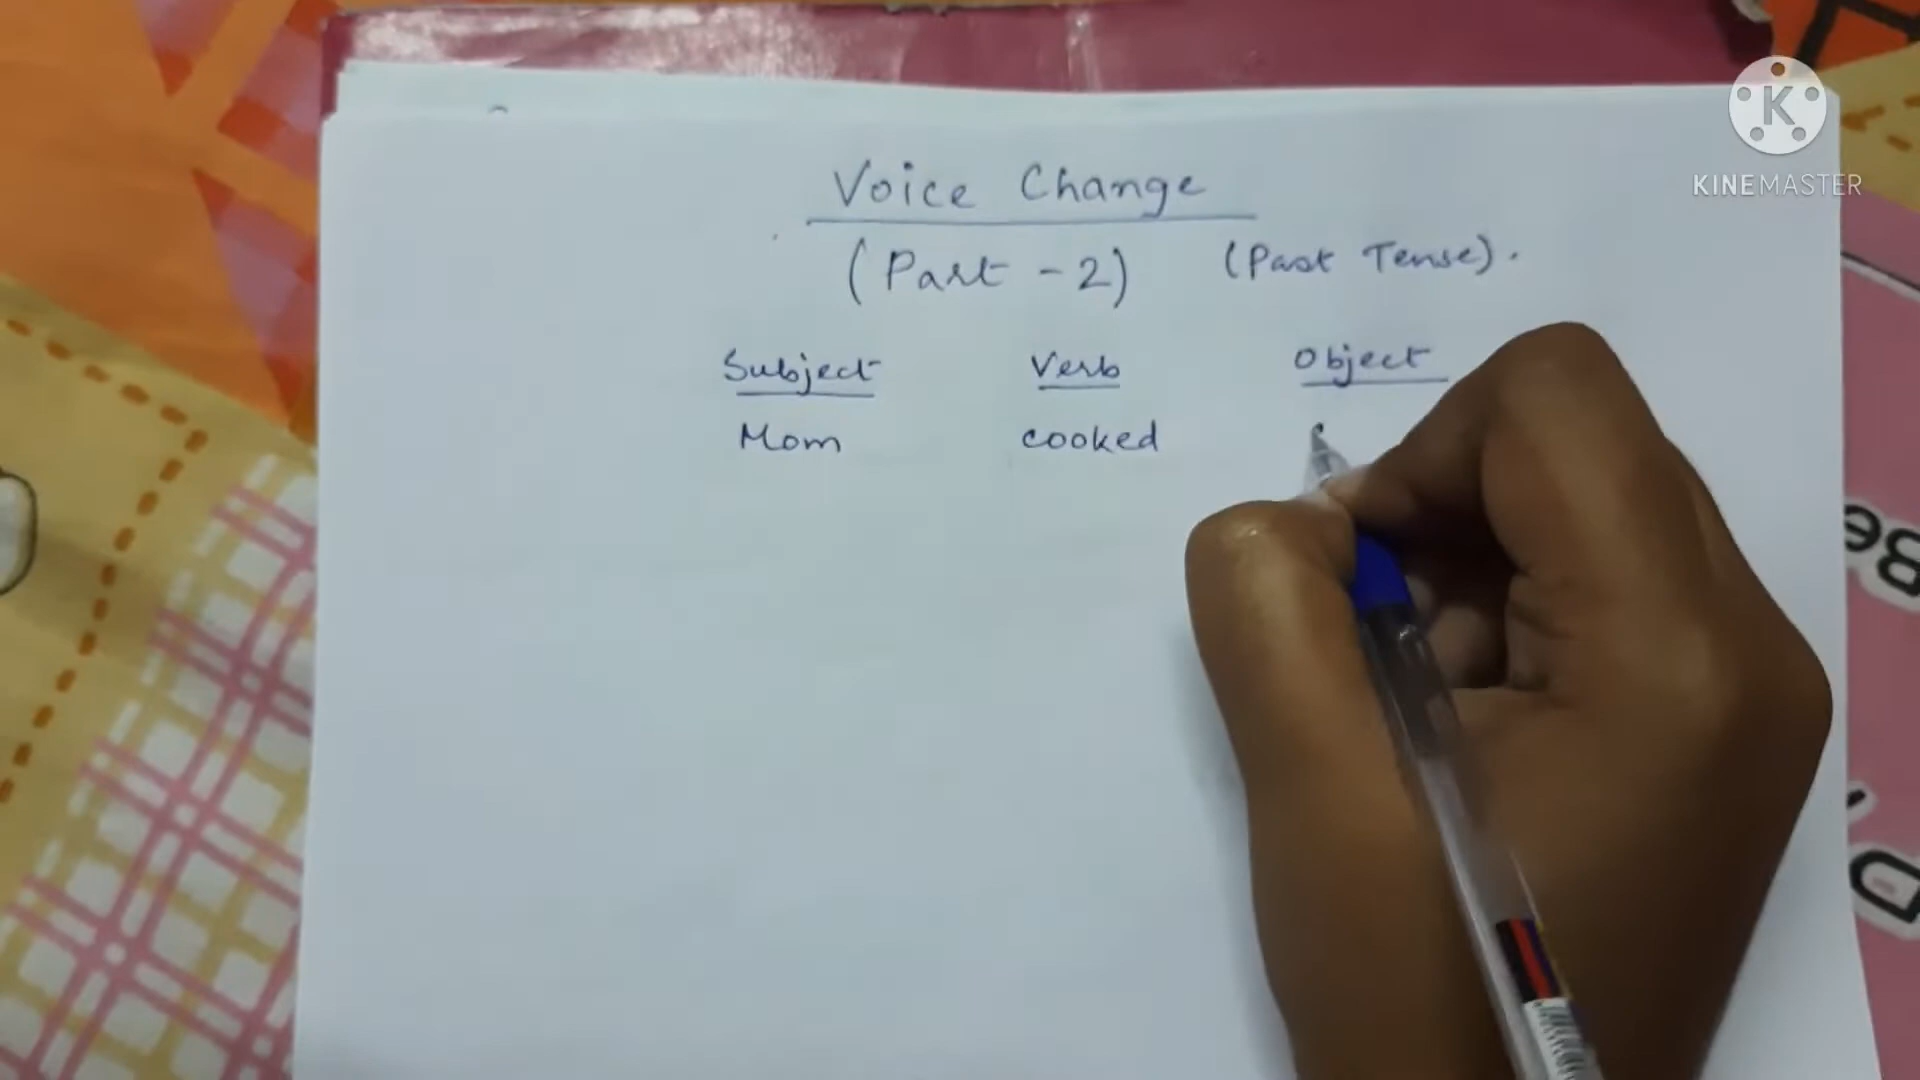 Voice Change
(Part - 2) (Past Tense).
Subject Verb Object
Mom cooked
KINEMASTER